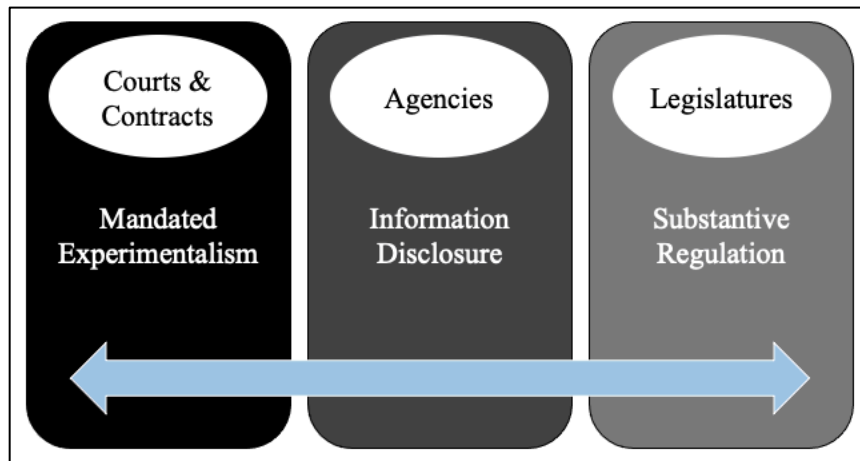 Courts &
Contracts
Agencies
Legislatures
Mandated
Experimentalism
Information
Disclosure
Substantive
Regulation